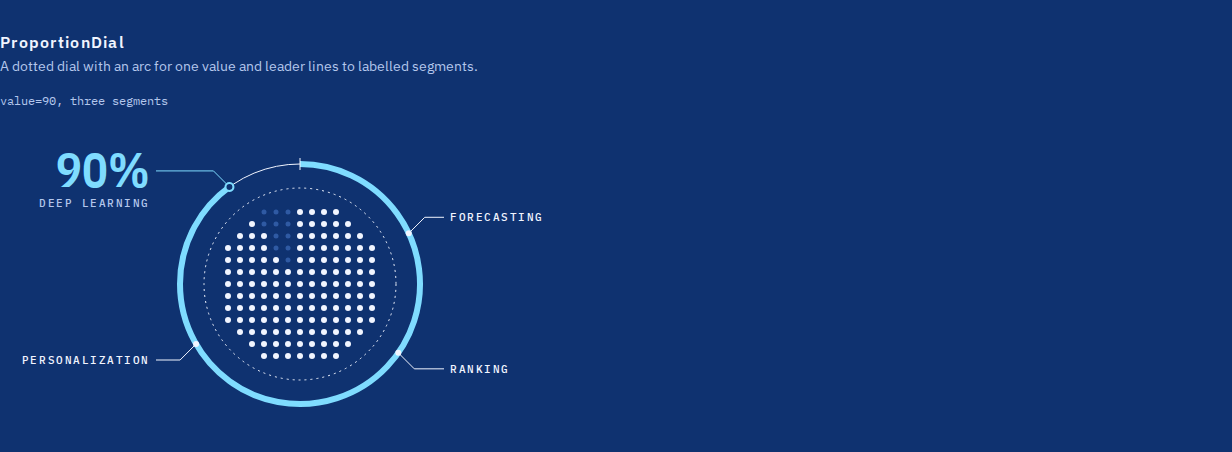 ProportionDial
A dotted dial with an arc for one value and leader lines to labelled segments.
value=90, three segments
90%
DEEP LEARNING
FORECASTING
PERSONALIZATION
RANKING